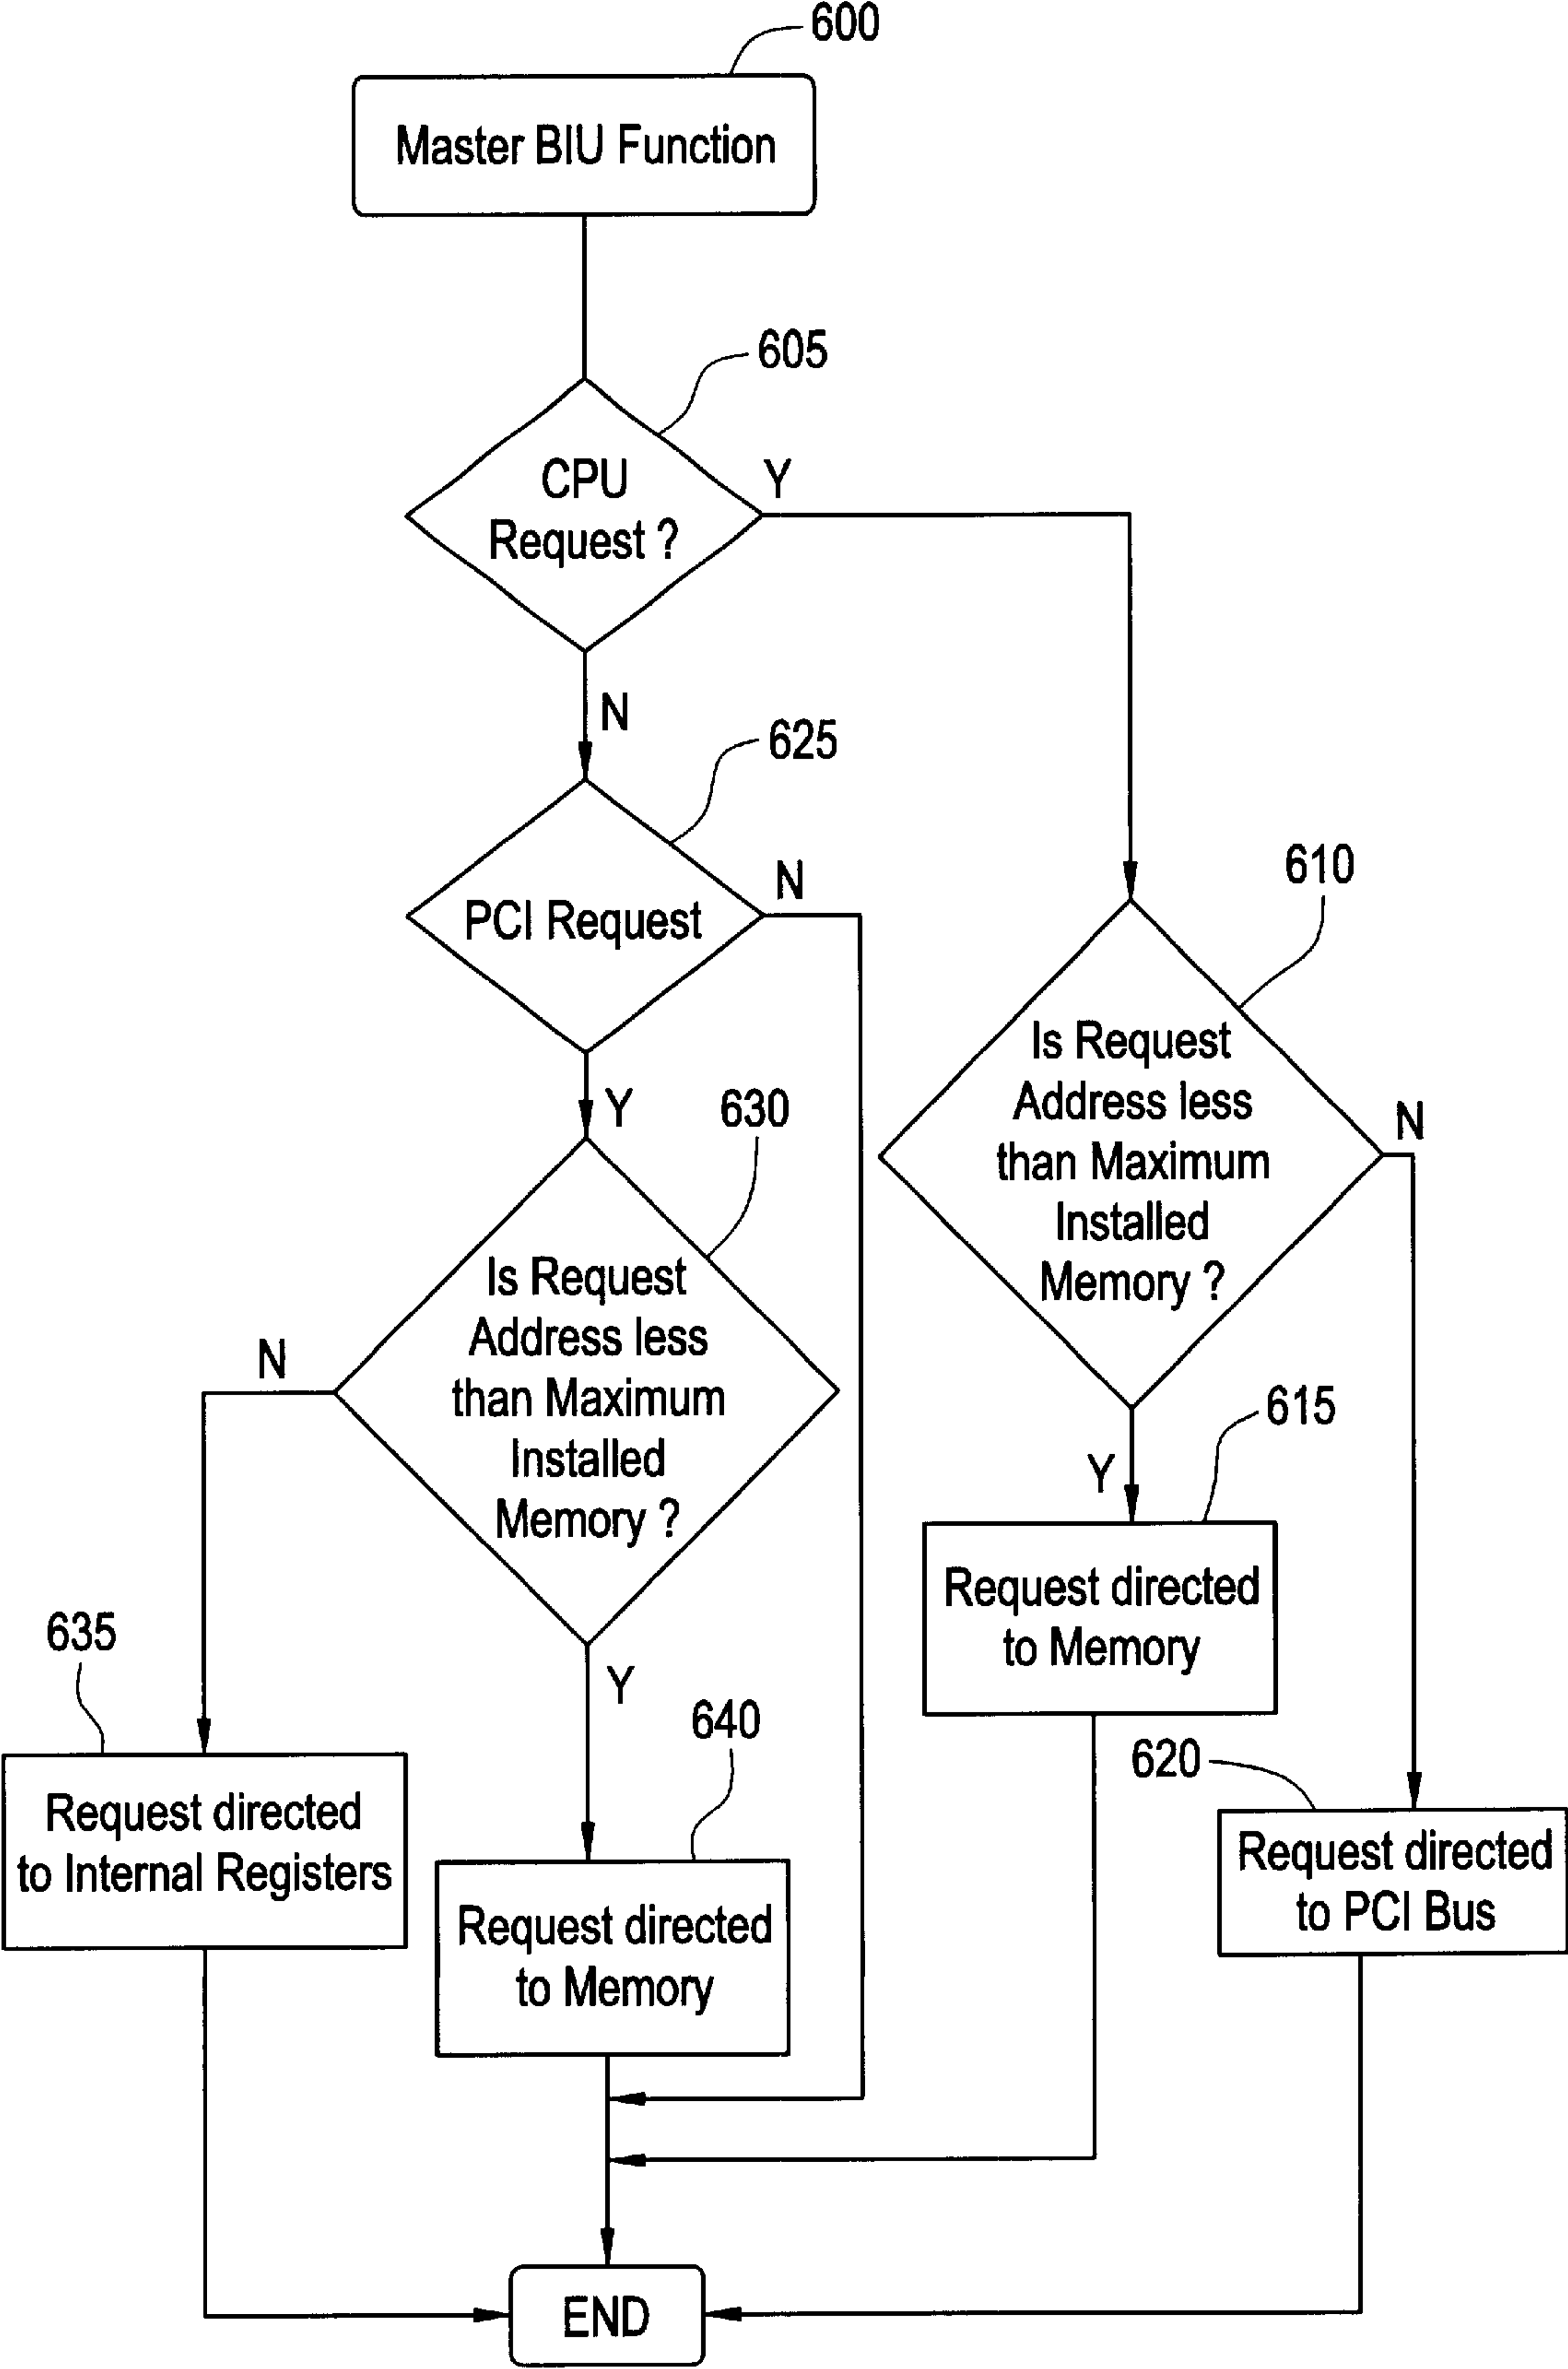 600
Master BIU Function
605
CPU
Request ?
Y
N
625
PCI Request
N
610
Is Request
Address less
than Maximum
Installed
Memory ?
N
Y
630
Is Request
Address less
than Maximum
Installed
Memory ?
N
Y
615
Request directed
to Memory
Y
635
Request directed
to Internal Registers
640
Request directed
to Memory
620
Request directed
to PCI Bus
END